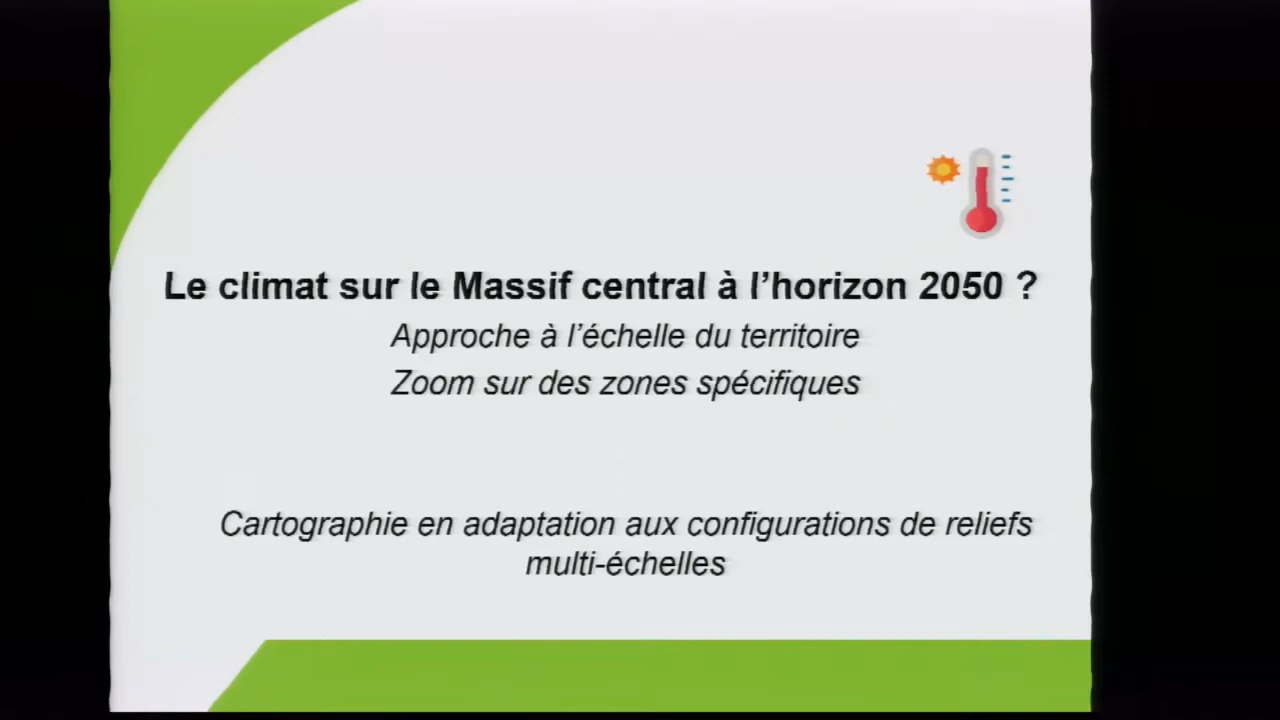 Le climat sur le Massif central à l’horizon 2050 ?
Approche à l’échelle du territoire
Zoom sur des zones spécifiques
Cartographie en adaptation aux configurations de reliefs
multi-échelles